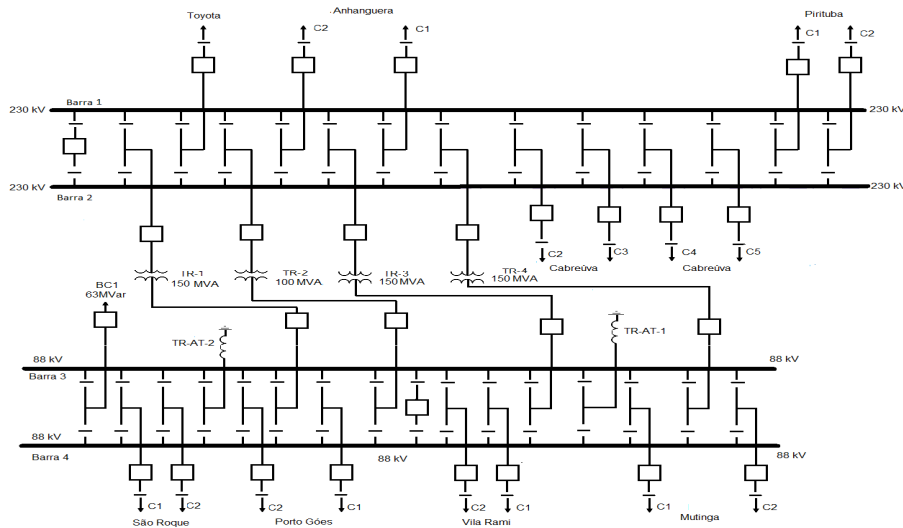 Toyota
Anhanguera
Pirituba
C2
C1
C1
C2
230 kV
Barra 1
230 kV
230 kV
Barra 2
230 kV
C2
C3
C4
C5
Cabreúva
Cabreúva
TR-1
150 MVA
TR-2
100 MVA
TR-3
150 MVA
TR-4
150 MVA
BC1
63MVar
TR-AT-2
TR-AT-1
88 kV
Barra 3
88 kV
88 kV
Barra 4
88 kV
88 kV
C1
C2
C2
C1
C2
C1
C1
C2
São Roque
Porto Góes
Vila Rami
Mutinga